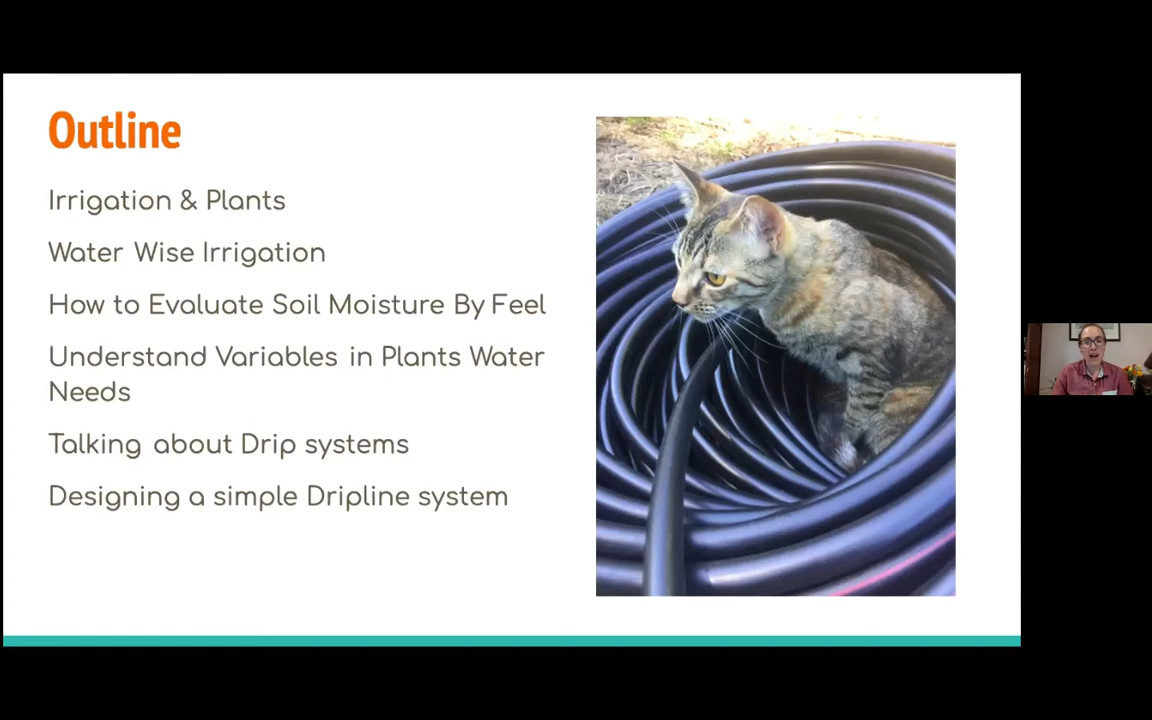 Outline
Irrigation & Plants
Water Wise Irrigation
How to Evaluate Soil Moisture By Feel
Understand Variables in Plants Water
Needs
Talking about Drip systems
Designing a simple Dripline system